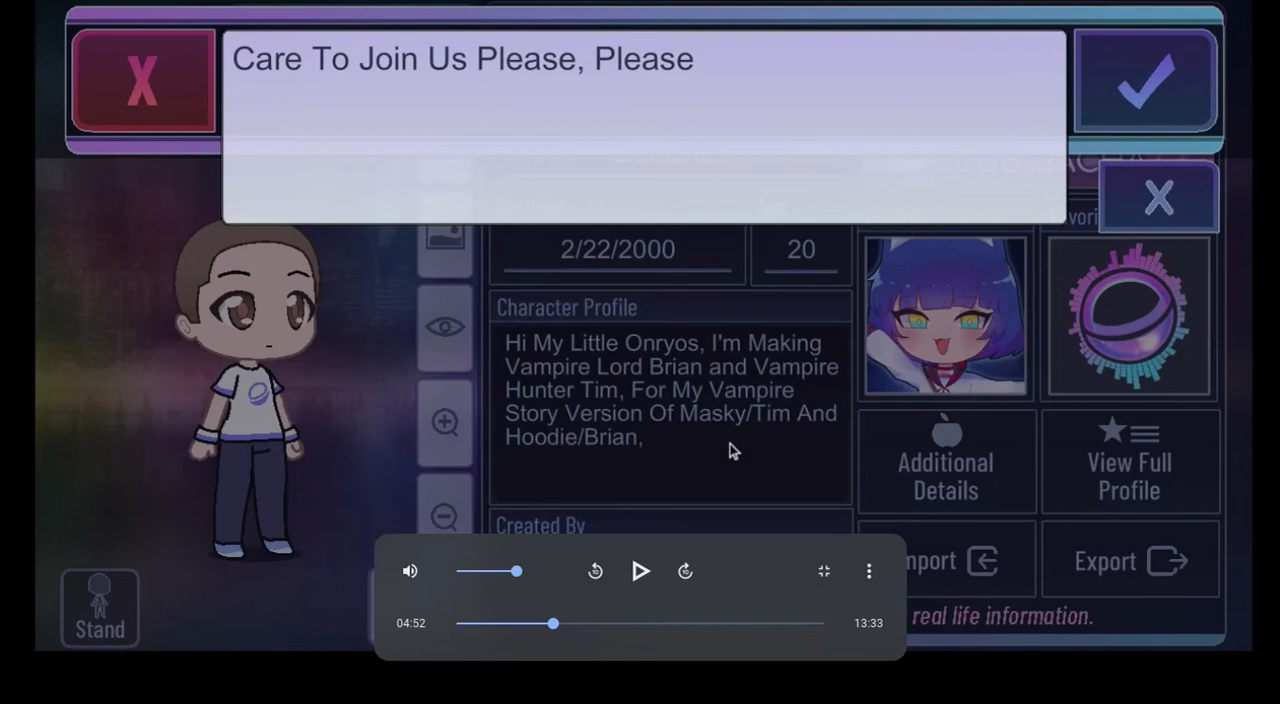 X
Care To Join Us Please, Please
2/22/2000
20
Character Profile
Hi My Little Onryos, I'm Making
Vampire Lord Brian and Vampire
Hunter Tim, For My Vampire
Story Version Of Masky/Tim And
Hoodie/Brian,
Created By
Additional
Details
View Full
Profile
Export
real life information.
Stand
10
10
04:52
13:33